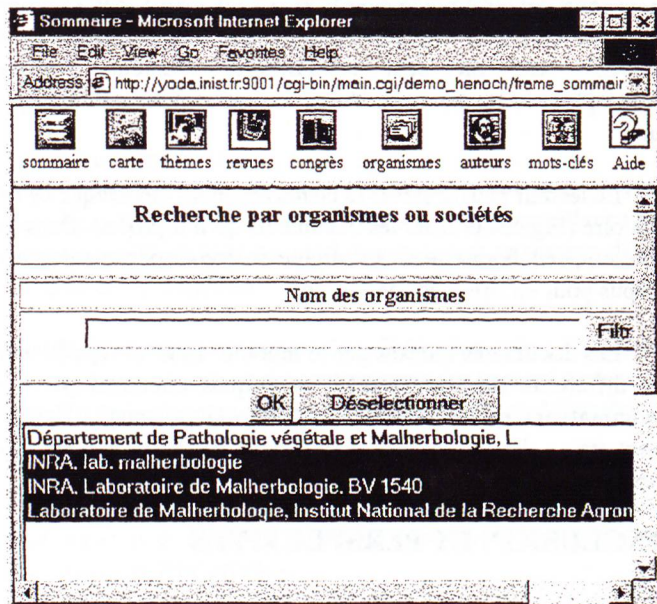 Sommaire - Microsoft Internet Explorer
File Edit View Go Favorites Help
Address http://yoda.inist.fr:9001/cgi-bin/main.cgi/demo_henoch/frame_sommair
sommaire carte thèmes revues congrès organismes auteurs mots-clés Aide
Recherche par organismes ou sociétés
Nom des organismes
Filtr
OK Déselectionner
Département de Pathologie végétale et Malherbologie, L.
INRA. lab. malherbologie
INRA. Laboratoire de Malherbologie. BV 1540
Laboratoire de Malherbologie, Institut National de la Recherche Agron